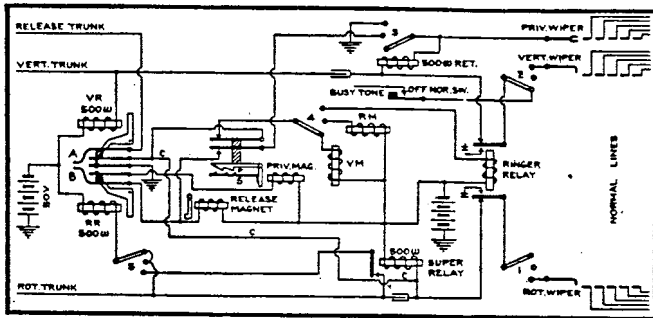 RELEASE TRUNK
3
PRIV. WIPER
VERT. TRUNK
500ω RET.
VERT. WIPER
2
BUSY TONE
OFF NOR. SW.
VR
500ω
4
RM
A
C
B
50V
S
PRIV. MAG.
VM
RINGER
RELAY
H
H
RELEASE
MAGNET
RR
500ω
C
500ω
SUPER
RELAY
C
5
1
ROT. TRUNK
ROT. WIPER
NORMAL LINES